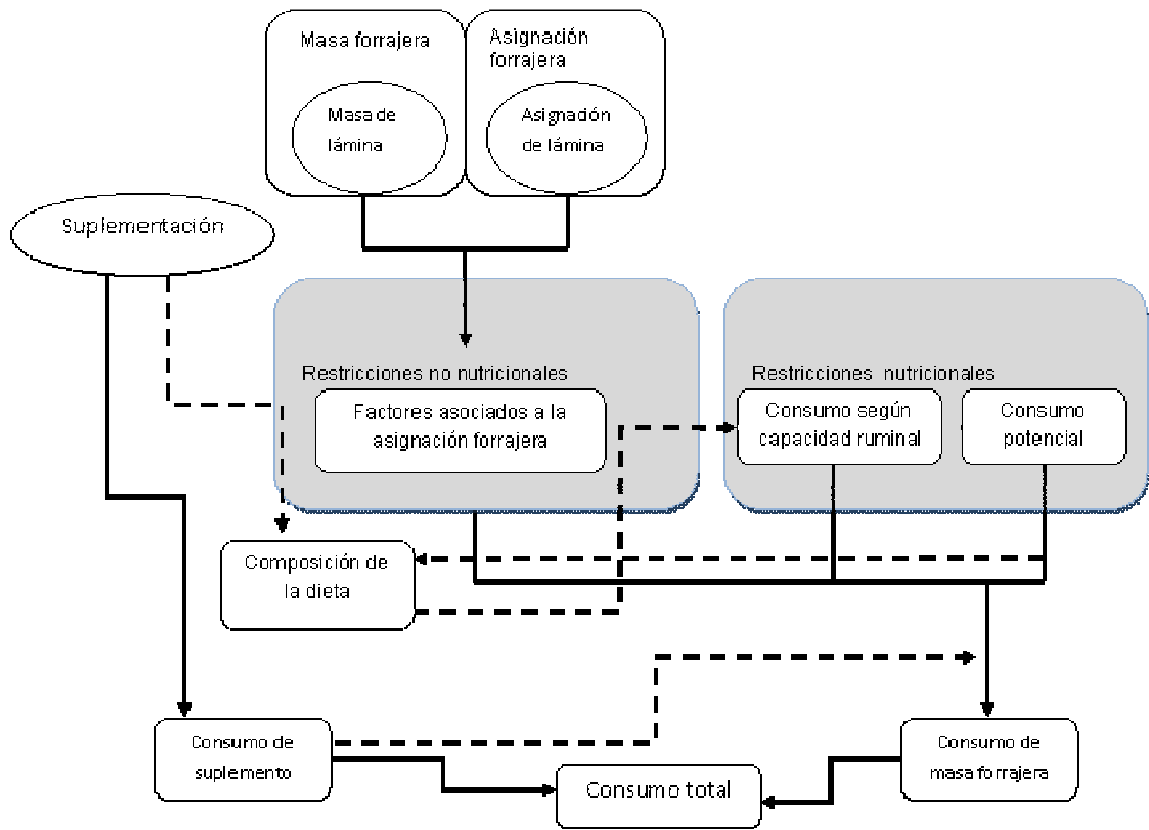 Masa forrajera
Asignación
forrajera
Masa de
lámina
Asignación
de lámina
Suplementación
Restricciones no nutricionales
Factores asociados a la
asignación forrajera
Restricciones nutricionales
Consumo según
capacidad ruminal
Consumo
potencial
Composición de
la dieta
Consumo de
suplemento
Consumo total
Consumo de
masa forrajera